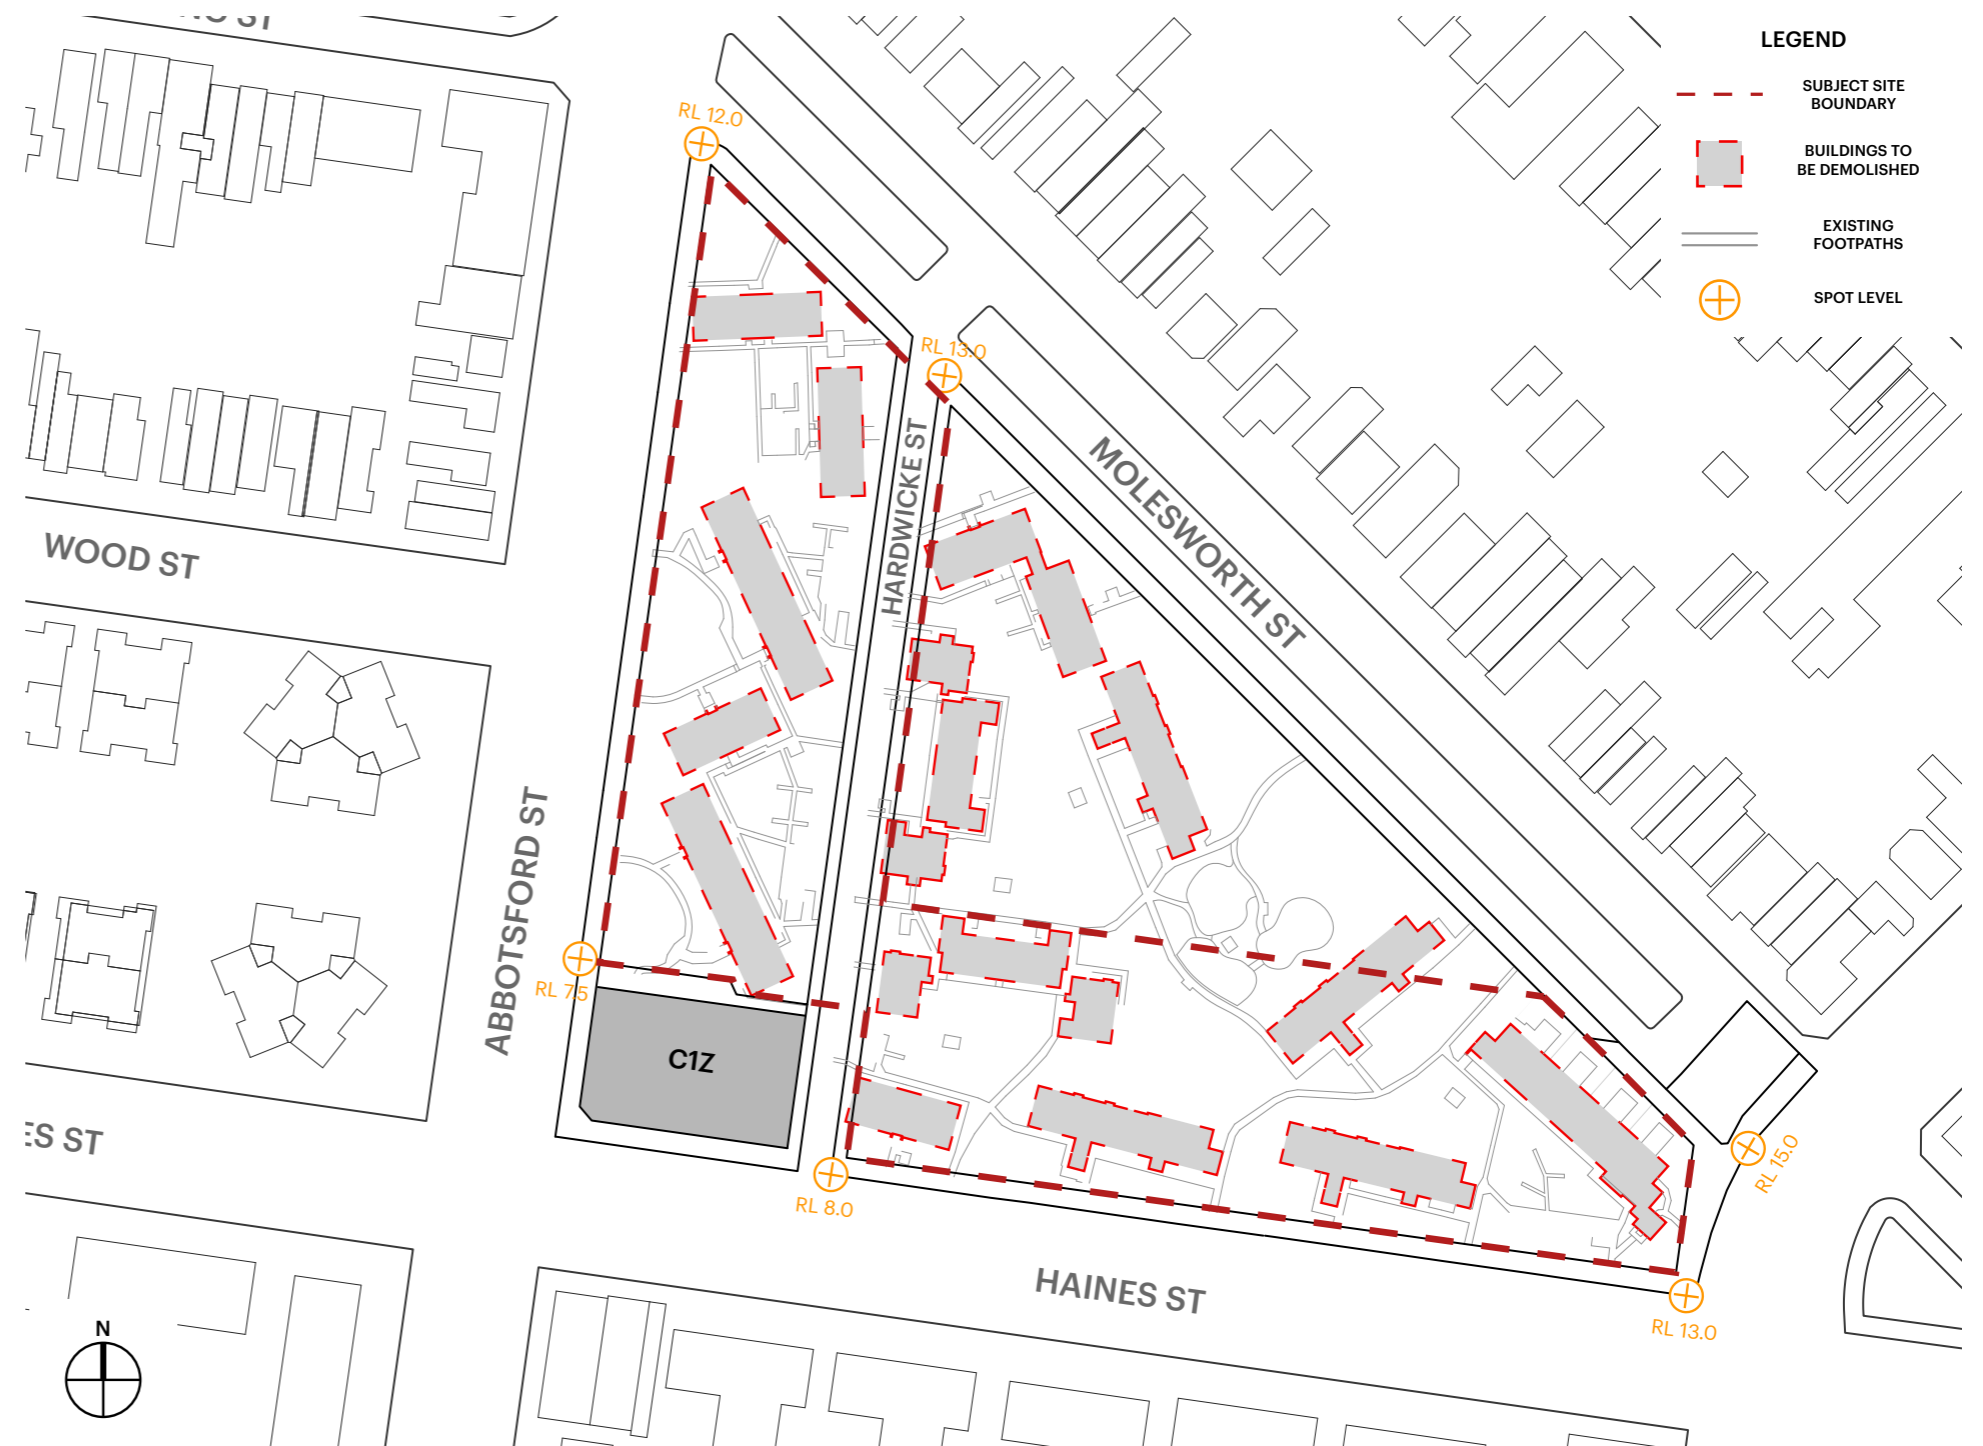 LEGEND
SUBJECT SITE
BOUNDARY
BUILDINGS TO
BE DEMOLISHED
EXISTING
FOOTPATHS
SPOT LEVEL
RL 12.0
RL 13.0
HARDWICKE ST
MOLESWORTH ST
WOOD ST
ABBOTSFORD ST
RL 7.5
C1Z
ES ST
RL 8.0
RL 15.0
HAINES ST
RL 13.0
N